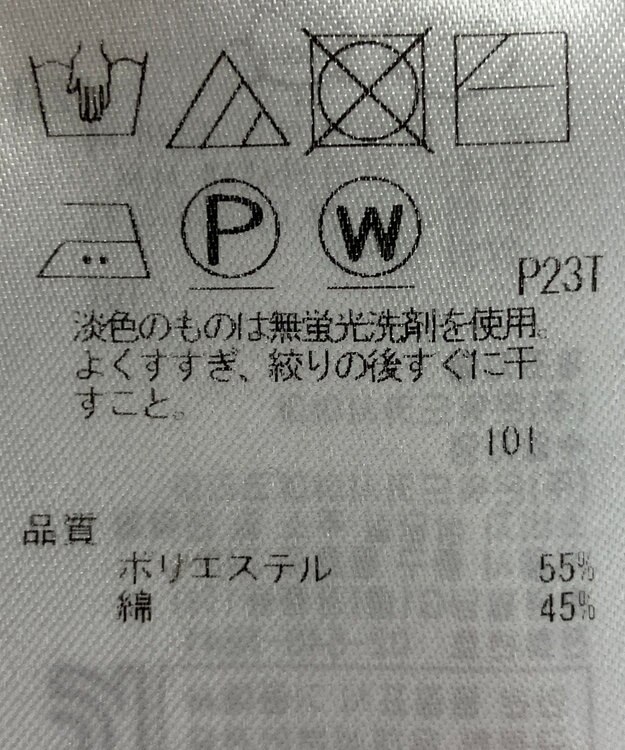 P W
P23T
淡色のものは無蛍光洗剤を使用。
よくすすぎ、絞りの後すぐに干
すこと。
101
品質
ポリエステル 55%
綿 45%